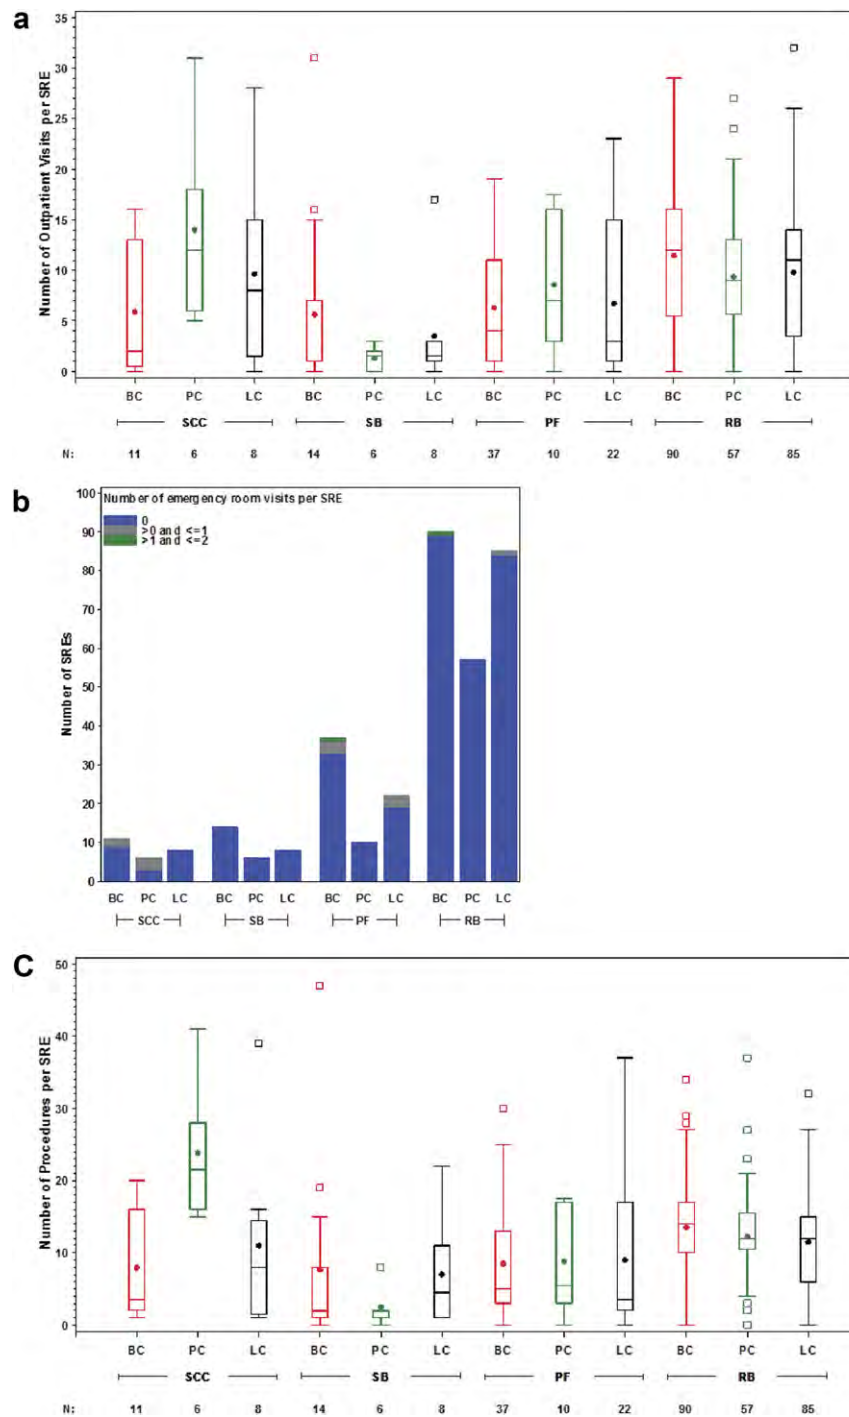 a
Number of Outpatient Visits per SRE
35
30
25
20
15
10
5
0
BC PC LC BC PC LC BC PC LC BC PC LC
SCC SB PF RB
N: 11 6 8 14 6 8 37 10 22 90 57 85
b
Number of SREs
Number of emergency room visits per SRE
0
>0 and <=1
>1 and <=2
100
90
80
70
60
50
40
30
20
10
0
BC PC LC BC PC LC BC PC LC BC PC LC
SCC SB PF RB
C
Number of Procedures per SRE
50
40
30
20
10
0
BC PC LC BC PC LC BC PC LC BC PC LC
SCC SB PF RB
N: 11 6 8 14 6 8 37 10 22 90 57 85